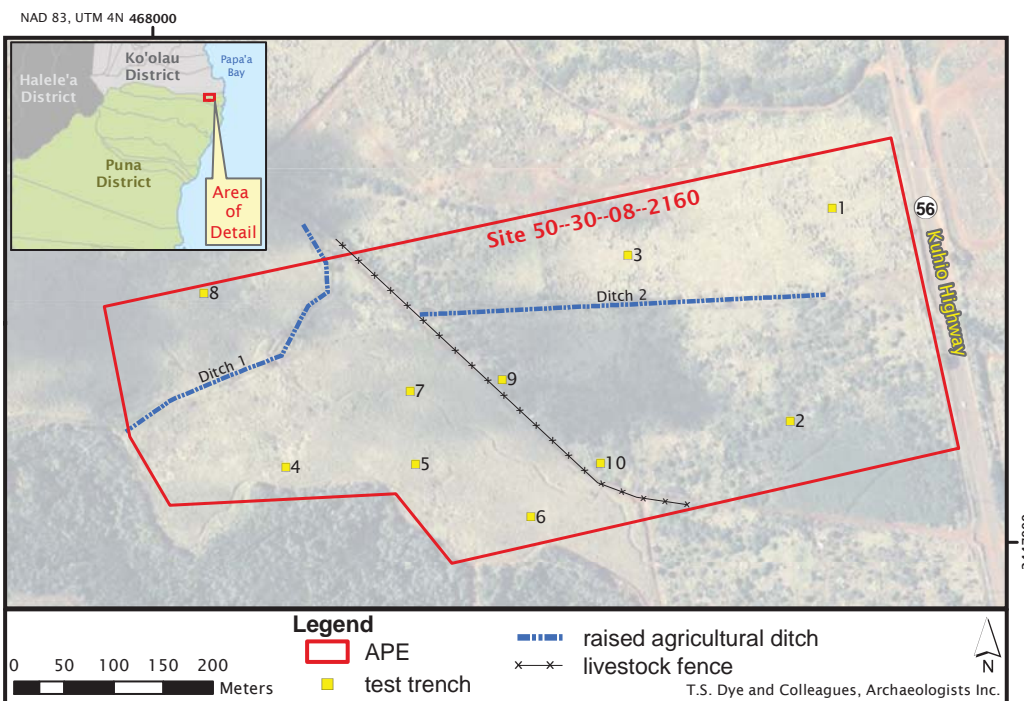 NAD 83, UTM 4N 468000
Ko'olau
District
Papa'a
Bay
Halele'a
District
Puna
District
Area
of
Detail
Site 50--30--08--2160
1
56
Kuhio Highway
3
8
Ditch 2
Ditch 1
7
9
2
4
5
10
6
Legend
APE
test trench
raised agricultural ditch
livestock fence
0 50 100 150 200
Meters
N
T.S. Dye and Colleagues, Archaeologists Inc.